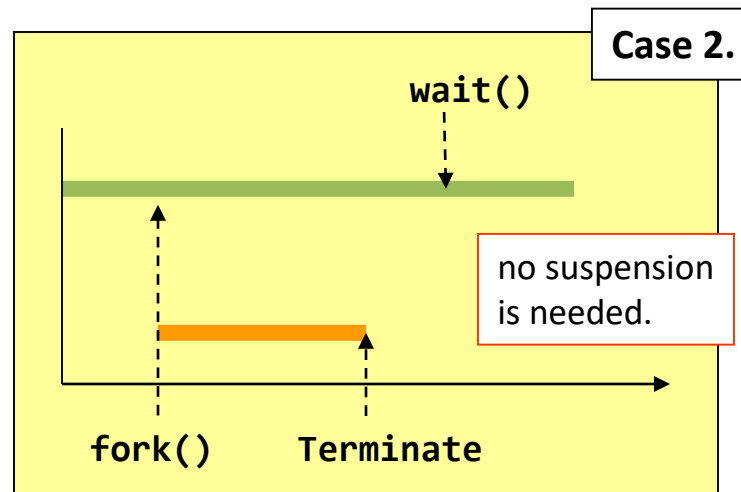 Case 2.
wait()
no suspension
is needed.
fork()
Terminate